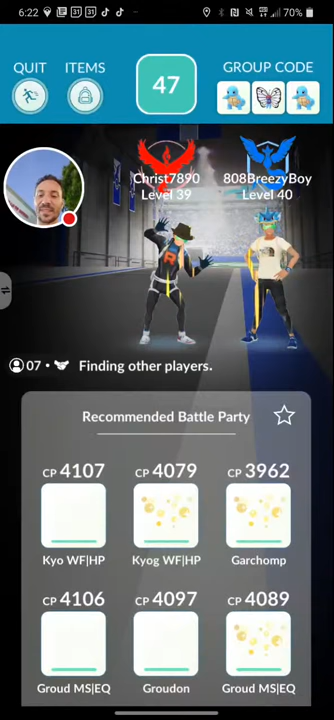 6:22
31
31
70%
QUIT
ITEMS
47
GROUP CODE
Christ7890
Level 39
808BreezyBoy
Level 40
R
07 • Finding other players.
Recommended Battle Party
CP 4107
CP 4079
CP 3962
Kyo WF|HP
Kyog WF|HP
Garchomp
CP 4106
CP 4097
CP 4089
Groud MS|EQ
Groudon
Groud MS|EQ